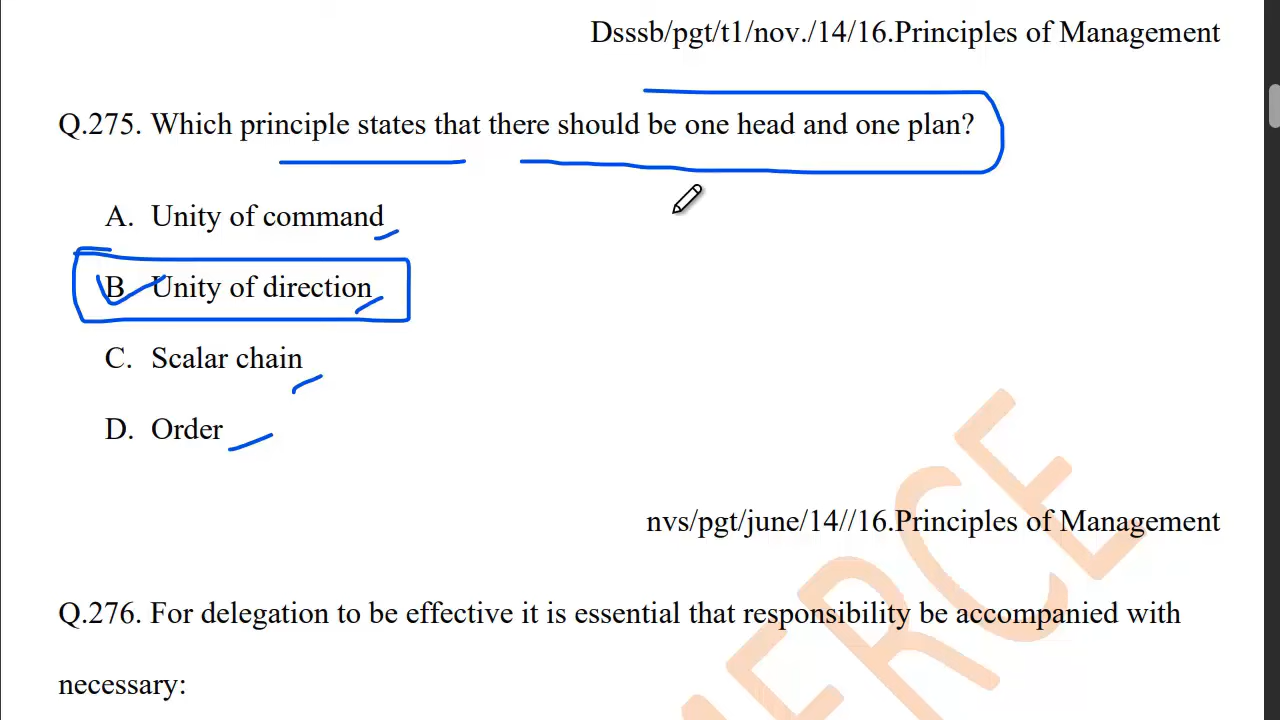 Dsssb/pgt/t1/nov./14/16.Principles of Management
Q.275. Which principle states that there should be one head and one plan?
A. Unity of command
B. Unity of direction
C. Scalar chain
D. Order
nvs/pgt/june/14//16.Principles of Management
Q.276. For delegation to be effective it is essential that responsibility be accompanied with
necessary:
MERCE